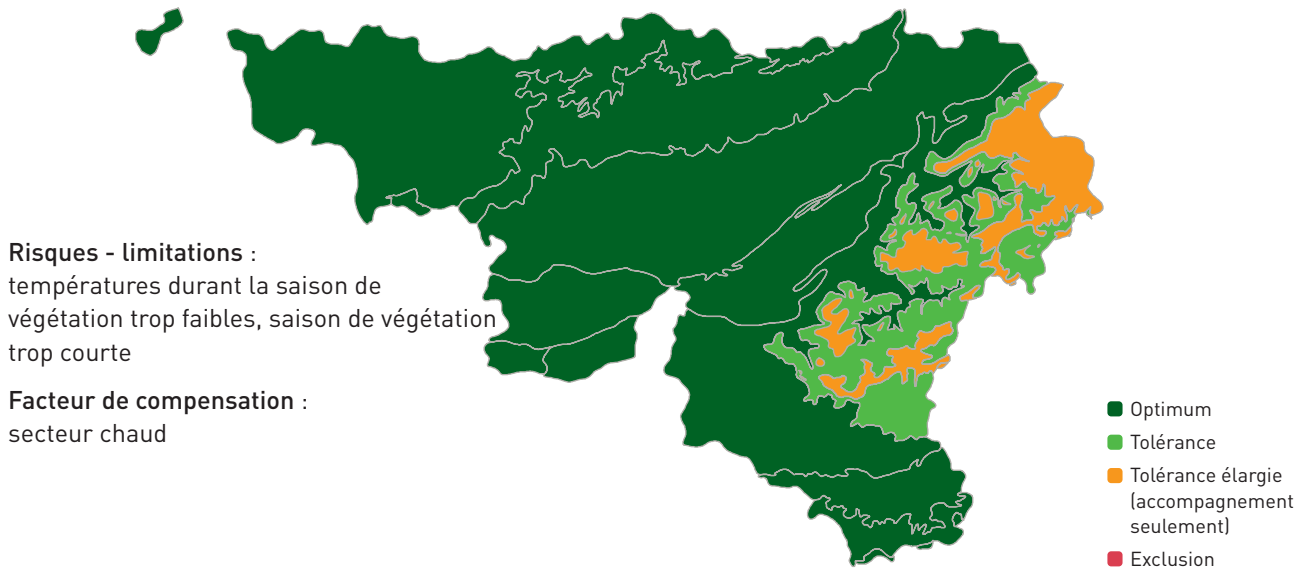 Risques - limitations :
températures durant la saison de
végétation trop faibles, saison de végétation
trop courte
Facteur de compensation :
secteur chaud
Optimum
Tolérance
Tolérance élargie
(accompagnement
seulement)
Exclusion